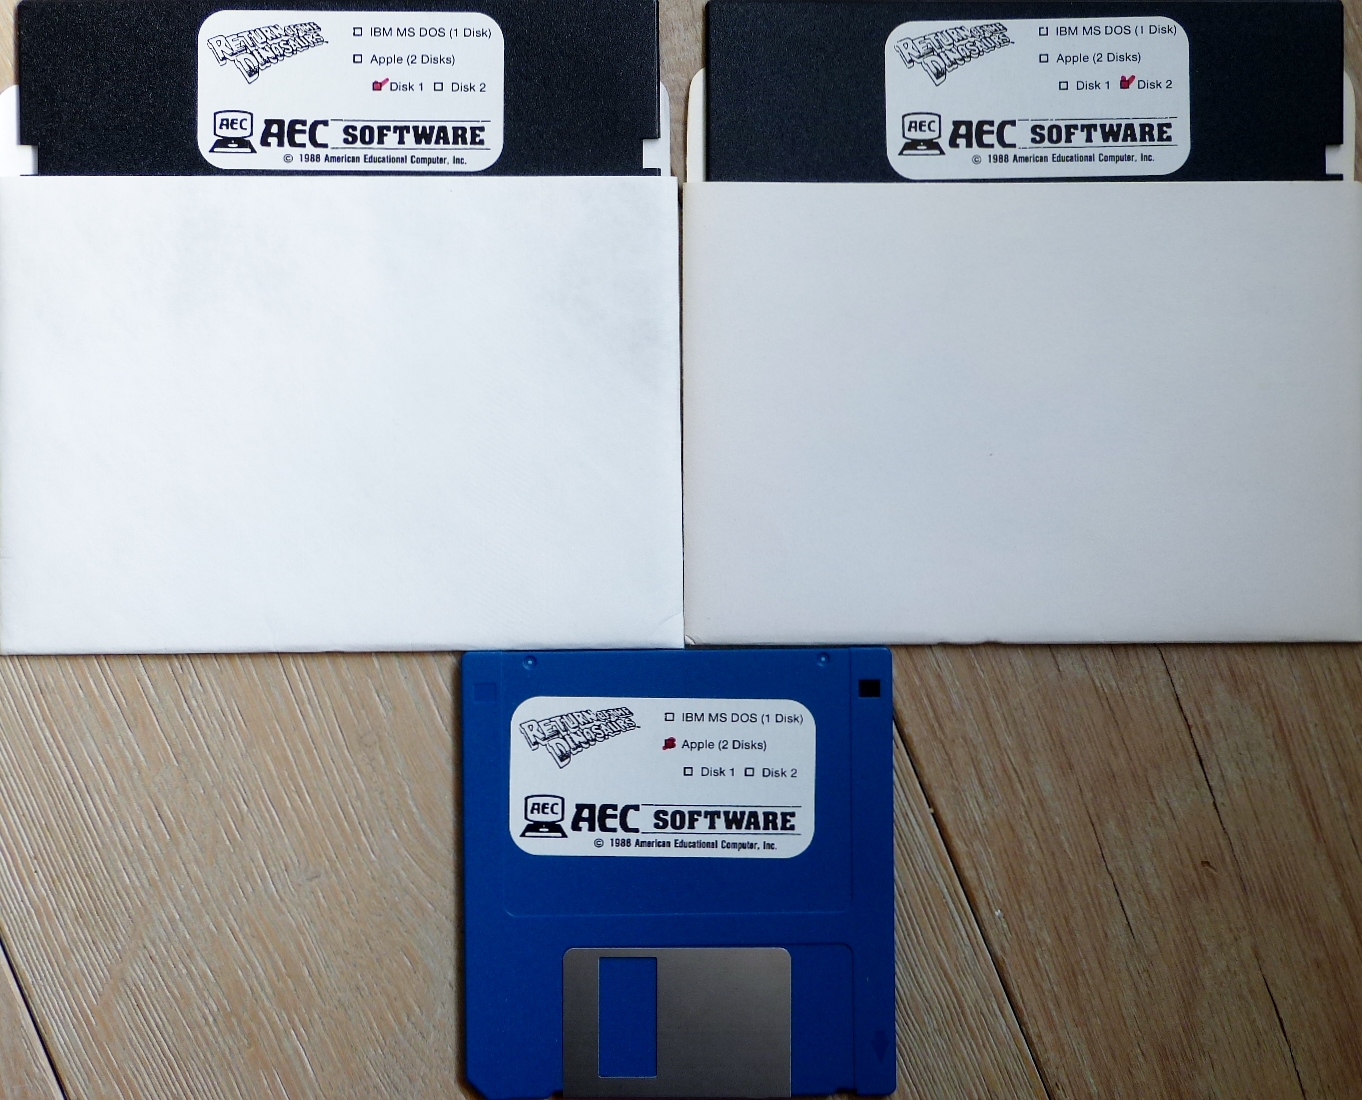 RETURN OF THE
DINOSAURS
☐ IBM MS DOS (1 Disk)
☐ Apple (2 Disks)
☑ Disk 1 ☐ Disk 2
AEC
AEC SOFTWARE
© 1988 American Educational Computer, Inc.
RETURN OF THE
DINOSAURS
☐ IBM MS DOS (1 Disk)
☐ Apple (2 Disks)
☐ Disk 1 ☑ Disk 2
AEC
AEC SOFTWARE
© 1988 American Educational Computer, Inc.
RETURN OF THE
DINOSAURS
☐ IBM MS DOS (1 Disk)
☑ Apple (2 Disks)
☐ Disk 1 ☐ Disk 2
AEC
AEC SOFTWARE
© 1988 American Educational Computer, Inc.